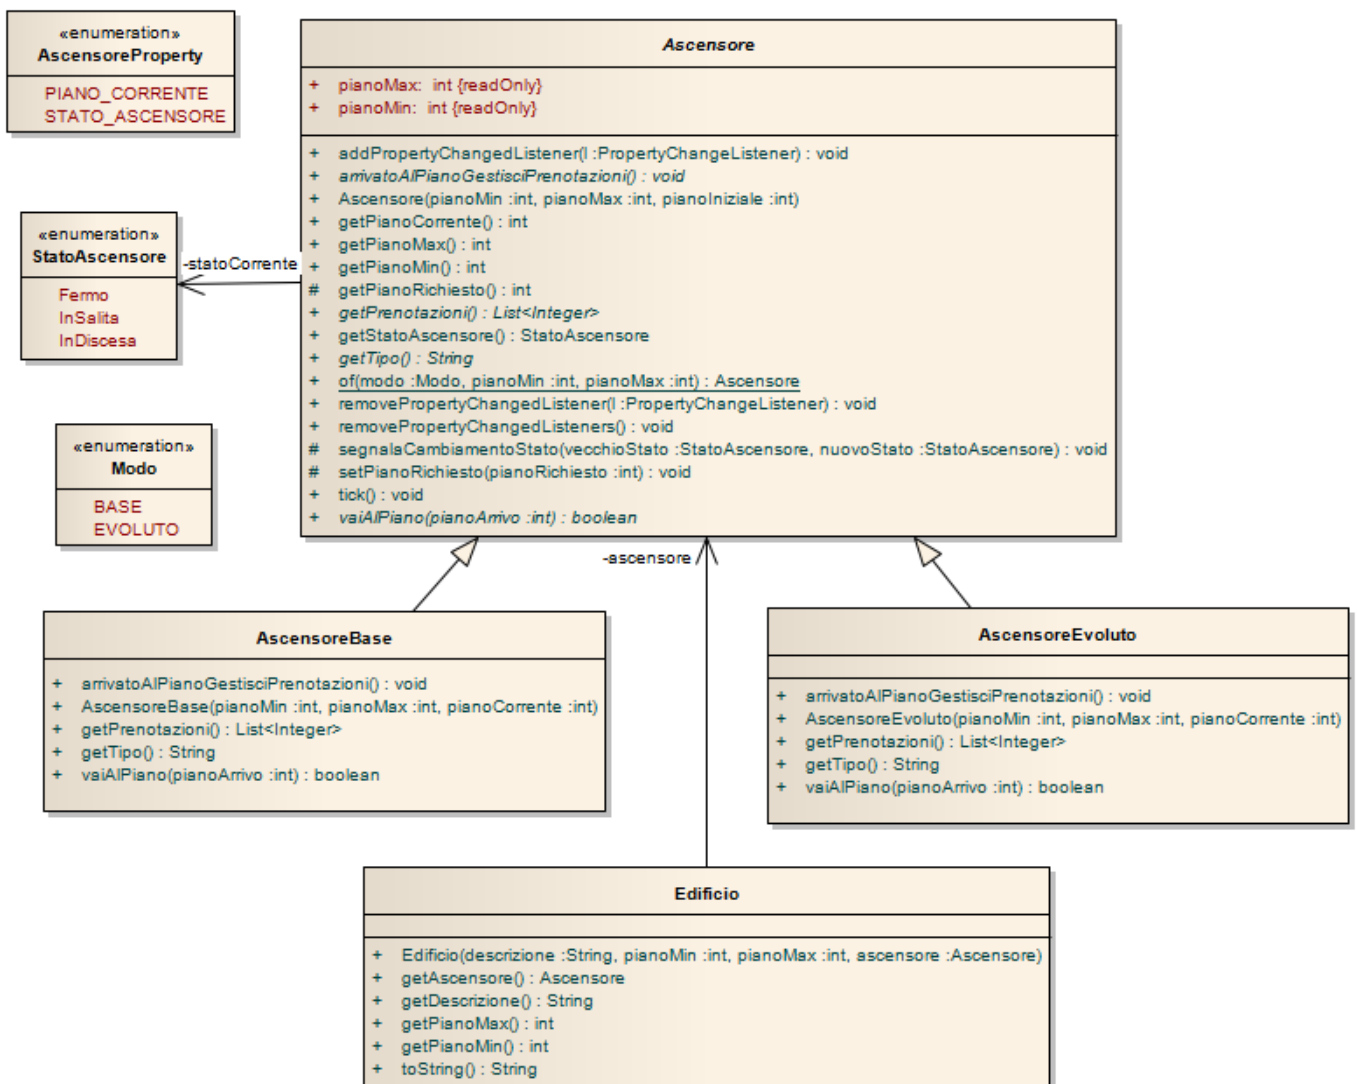 «enumeration»
AscensoreProperty
PIANO_CORRENTE
STATO_ASCENSORE
Ascensore
+ pianoMax: int {readOnly}
+ pianoMin: int {readOnly}
+ addPropertyChangedListener(l :PropertyChangeListener) : void
+ arrivatoAlPianoGestisciPrenotazioni() : void
+ Ascensore(pianoMin :int, pianoMax :int, pianoIniziale :int)
+ getPianoCorrente() : int
+ getPianoMax() : int
+ getPianoMin() : int
# getPianoRichiesto() : int
+ getPrenotazioni() : List<Integer>
+ getStatoAscensore() : StatoAscensore
+ getTipo() : String
+ of(modo :Modo, pianoMin :int, pianoMax :int) : Ascensore
+ removePropertyChangedListener(l :PropertyChangeListener) : void
+ removePropertyChangedListeners() : void
# segnalaCambiamentoStato(vecchioStato :StatoAscensore, nuovoStato :StatoAscensore) : void
# setPianoRichiesto(pianoRichiesto :int) : void
+ tick() : void
+ vaiAlPiano(pianoArrivo :int) : boolean
«enumeration»
StatoAscensore
Fermo
InSalita
InDiscesa
-statoCorrente
«enumeration»
Modo
BASE
EVOLUTO
-ascensore
AscensoreBase
+ arrivatoAlPianoGestisciPrenotazioni() : void
+ AscensoreBase(pianoMin :int, pianoMax :int, pianoCorrente :int)
+ getPrenotazioni() : List<Integer>
+ getTipo() : String
+ vaiAlPiano(pianoArrivo :int) : boolean
AscensoreEvoluto
+ arrivatoAlPianoGestisciPrenotazioni() : void
+ AscensoreEvoluto(pianoMin :int, pianoMax :int, pianoCorrente :int)
+ getPrenotazioni() : List<Integer>
+ getTipo() : String
+ vaiAlPiano(pianoArrivo :int) : boolean
Edificio
+ Edificio(descrizione :String, pianoMin :int, pianoMax :int, ascensore :Ascensore)
+ getAscensore() : Ascensore
+ getDescrizione() : String
+ getPianoMax() : int
+ getPianoMin() : int
+ toString() : String